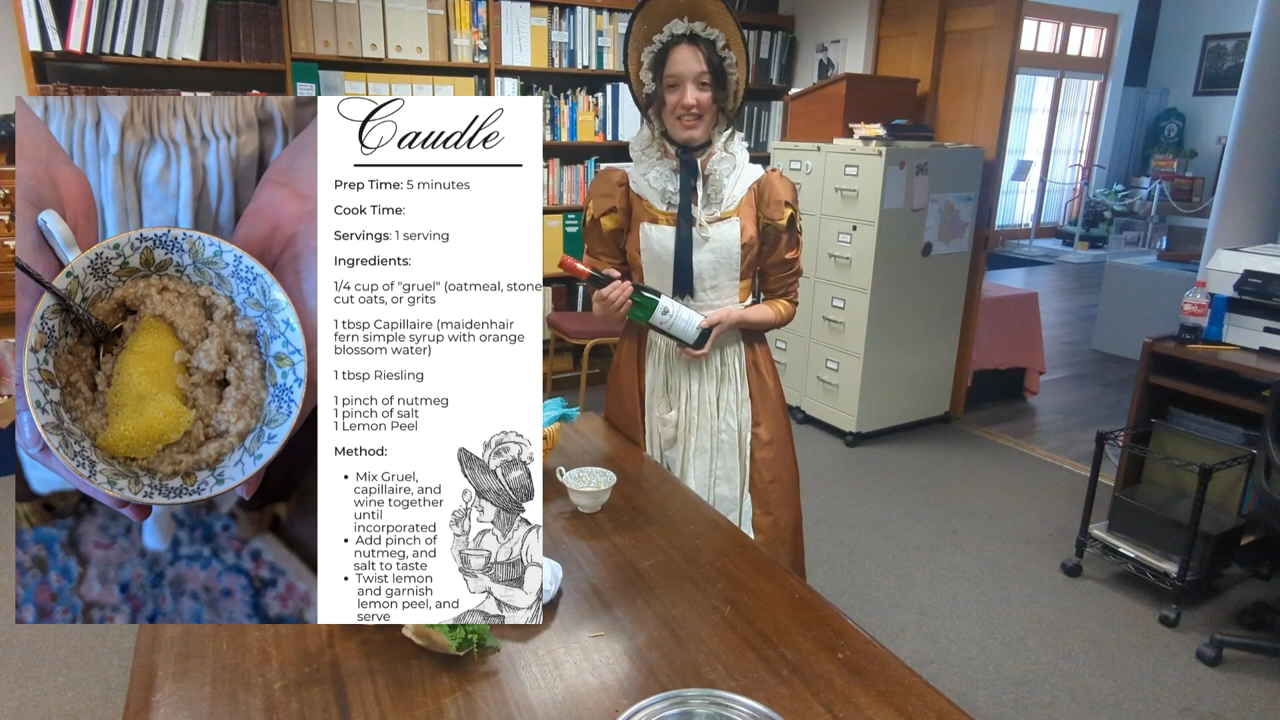 Caudle
Prep Time: 5 minutes
Cook Time:
Servings: 1 serving
Ingredients:
1/4 cup of "gruel" (oatmeal, stone
cut oats, or grits
1 tbsp Capillaire (maidenhair
fern simple syrup with orange
blossom water)
1 tbsp Riesling
1 pinch of nutmeg
1 pinch of salt
1 Lemon Peel
Method:
• Mix Gruel,
capillaire, and
wine together
until
incorporated
• Add pinch of
nutmeg, and
salt to taste
• Twist lemon
and garnish
lemon peel, and
serve